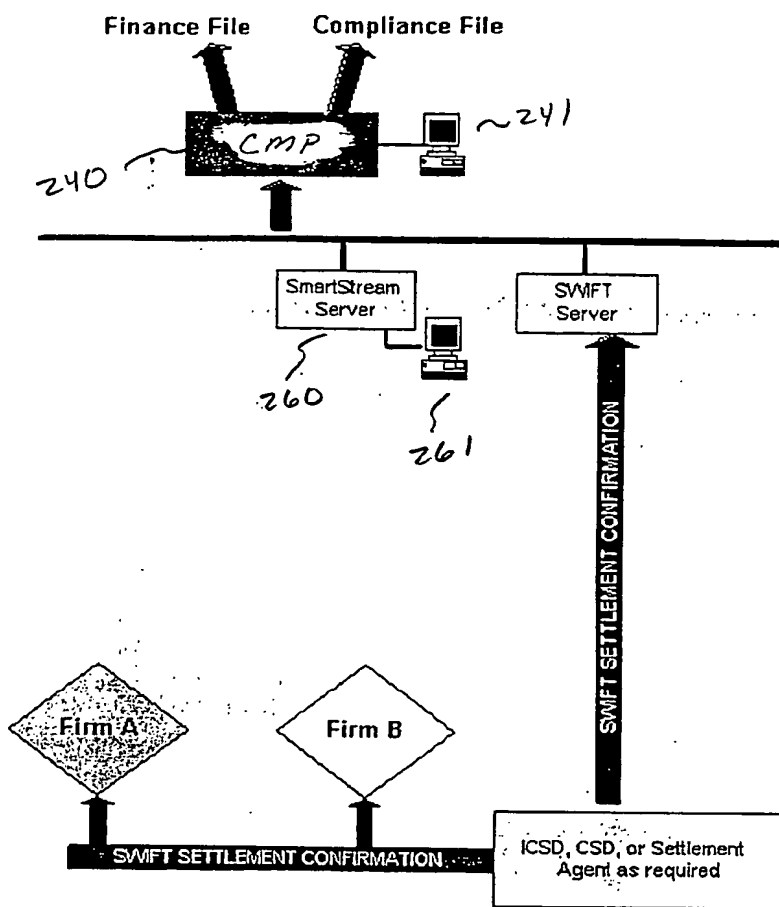 Finance File
Compliance File
CMP
241
240
SmartStream
Server
SWIFT
Server
260
261
SWIFT SETTLEMENT CONFIRMATION
Firm A
Firm B
SWIFT SETTLEMENT CONFIRMATION
ICSD, CSD, or Settlement
Agent as required